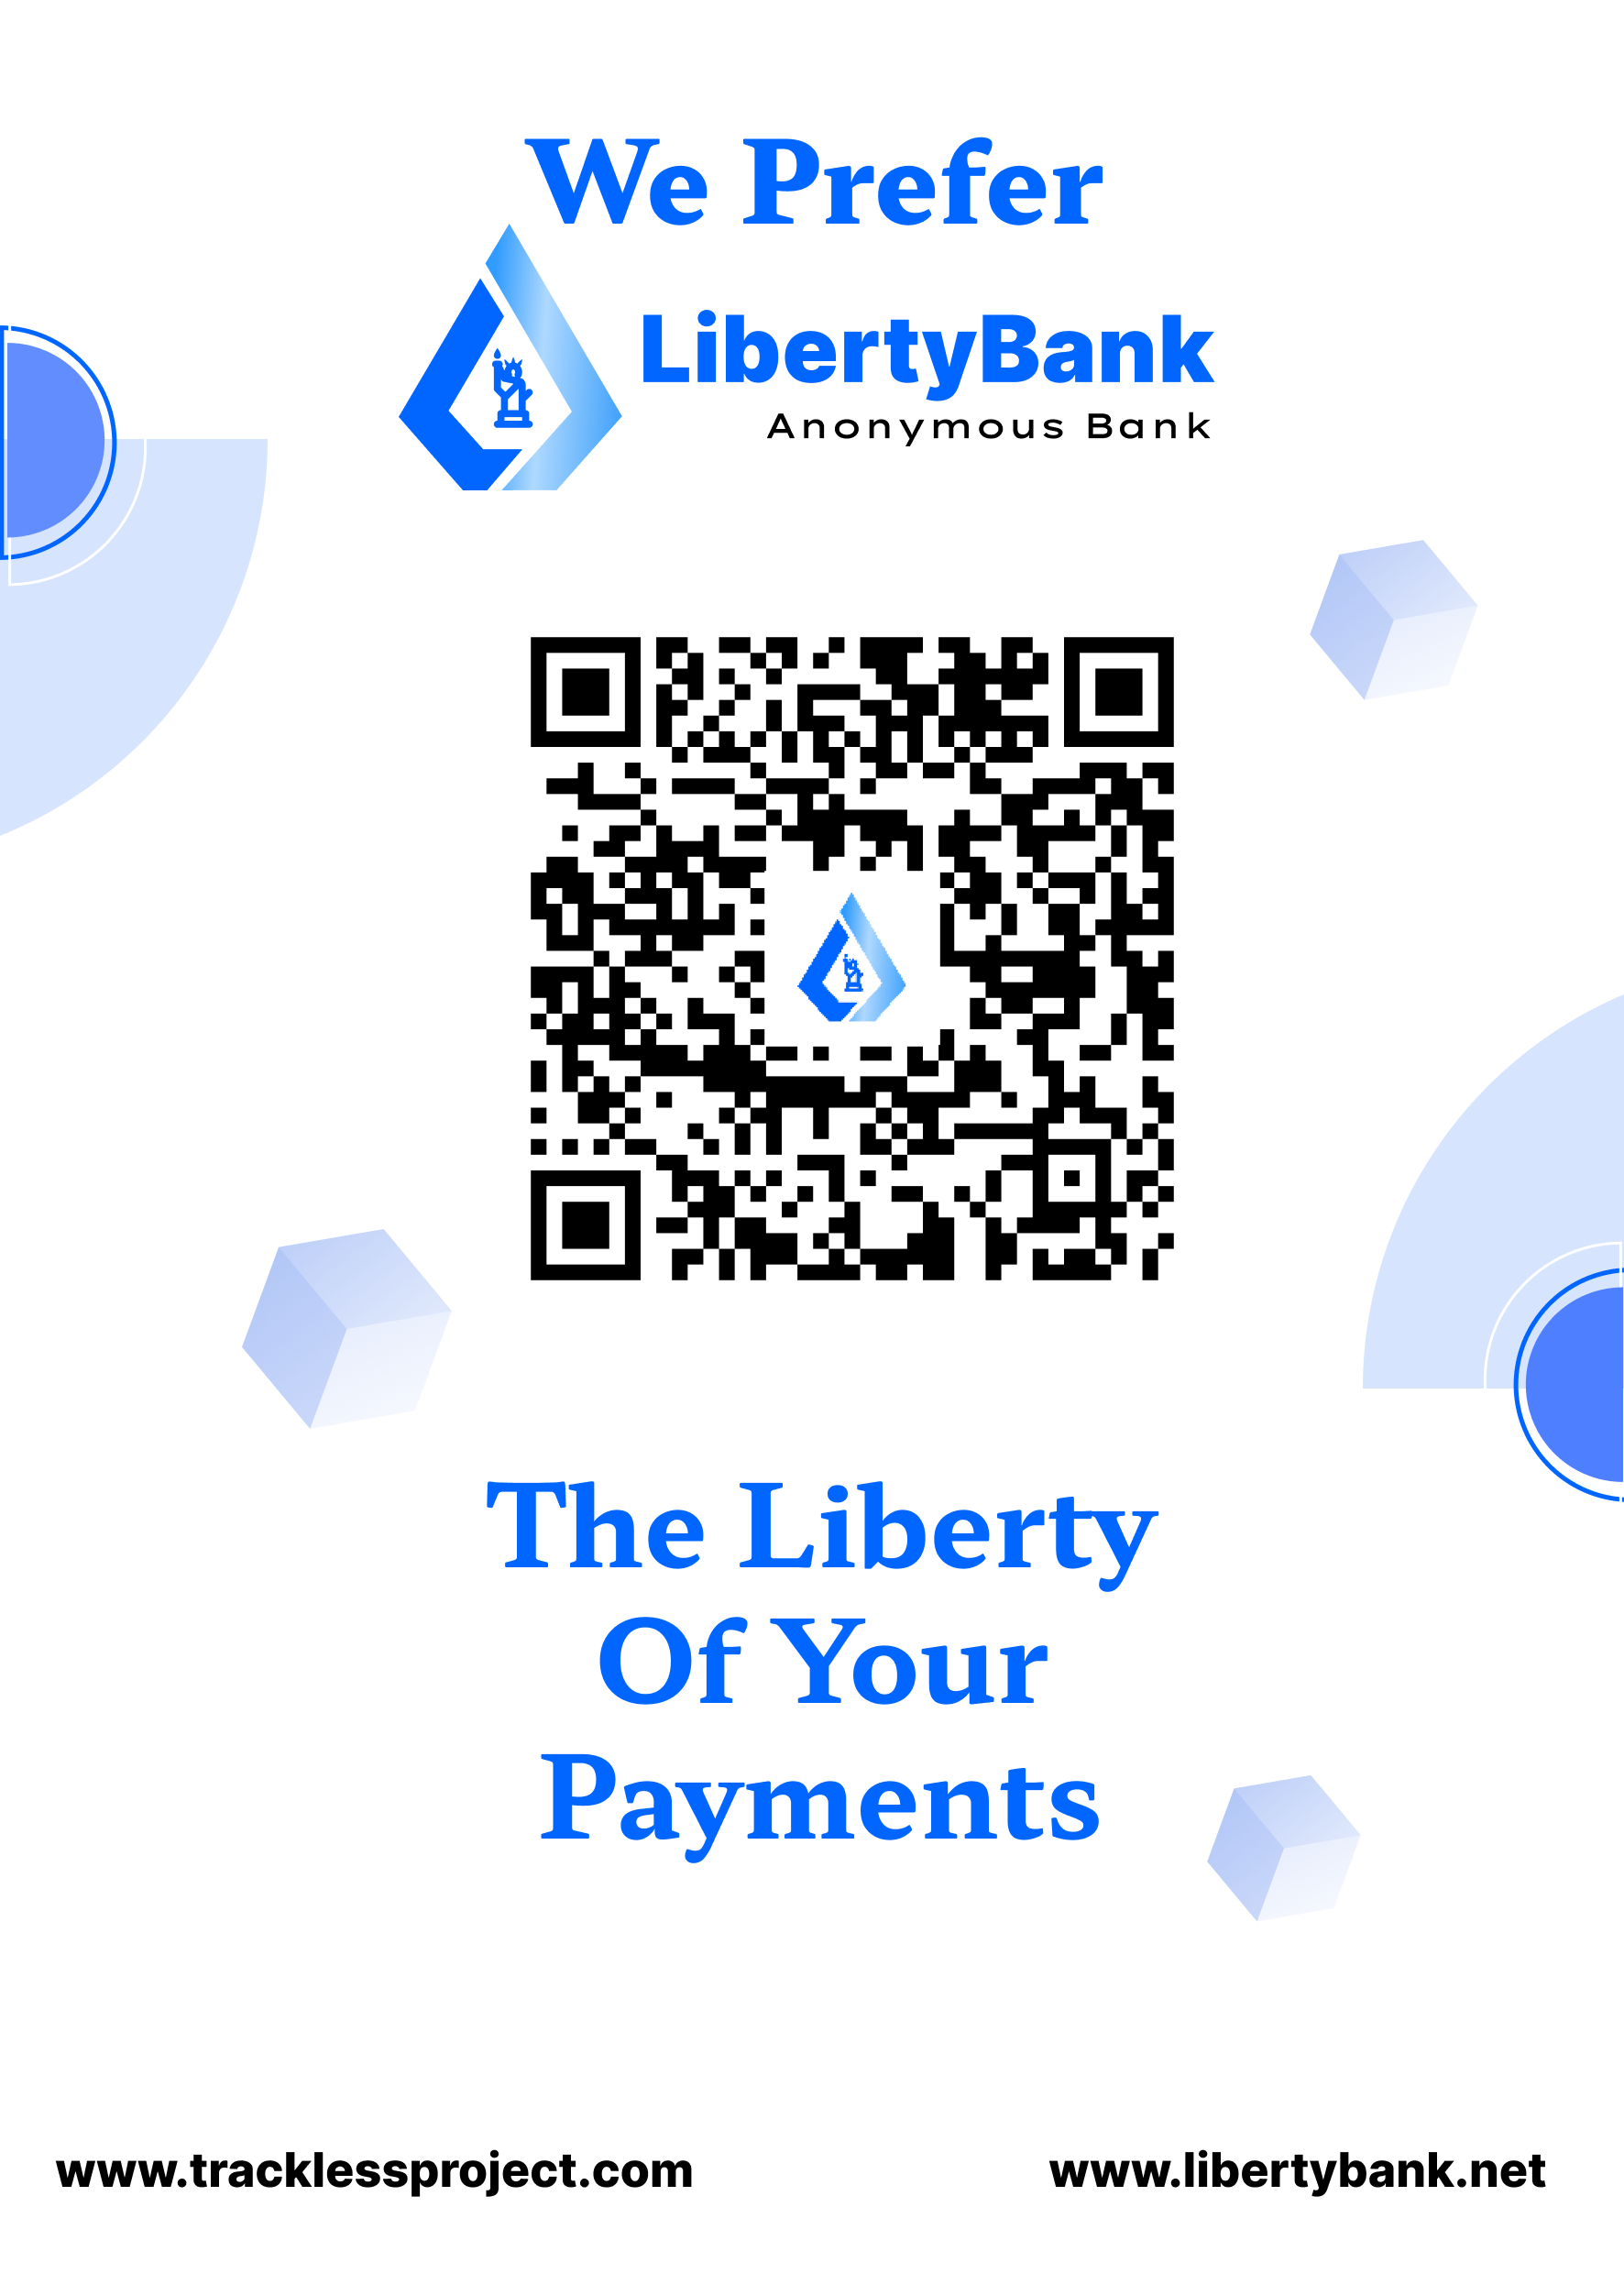 We Prefer
LibertyBank
Anonymous Bank
The Liberty
Of Your
Payments
www.tracklessproject.com
www.libertybank.net